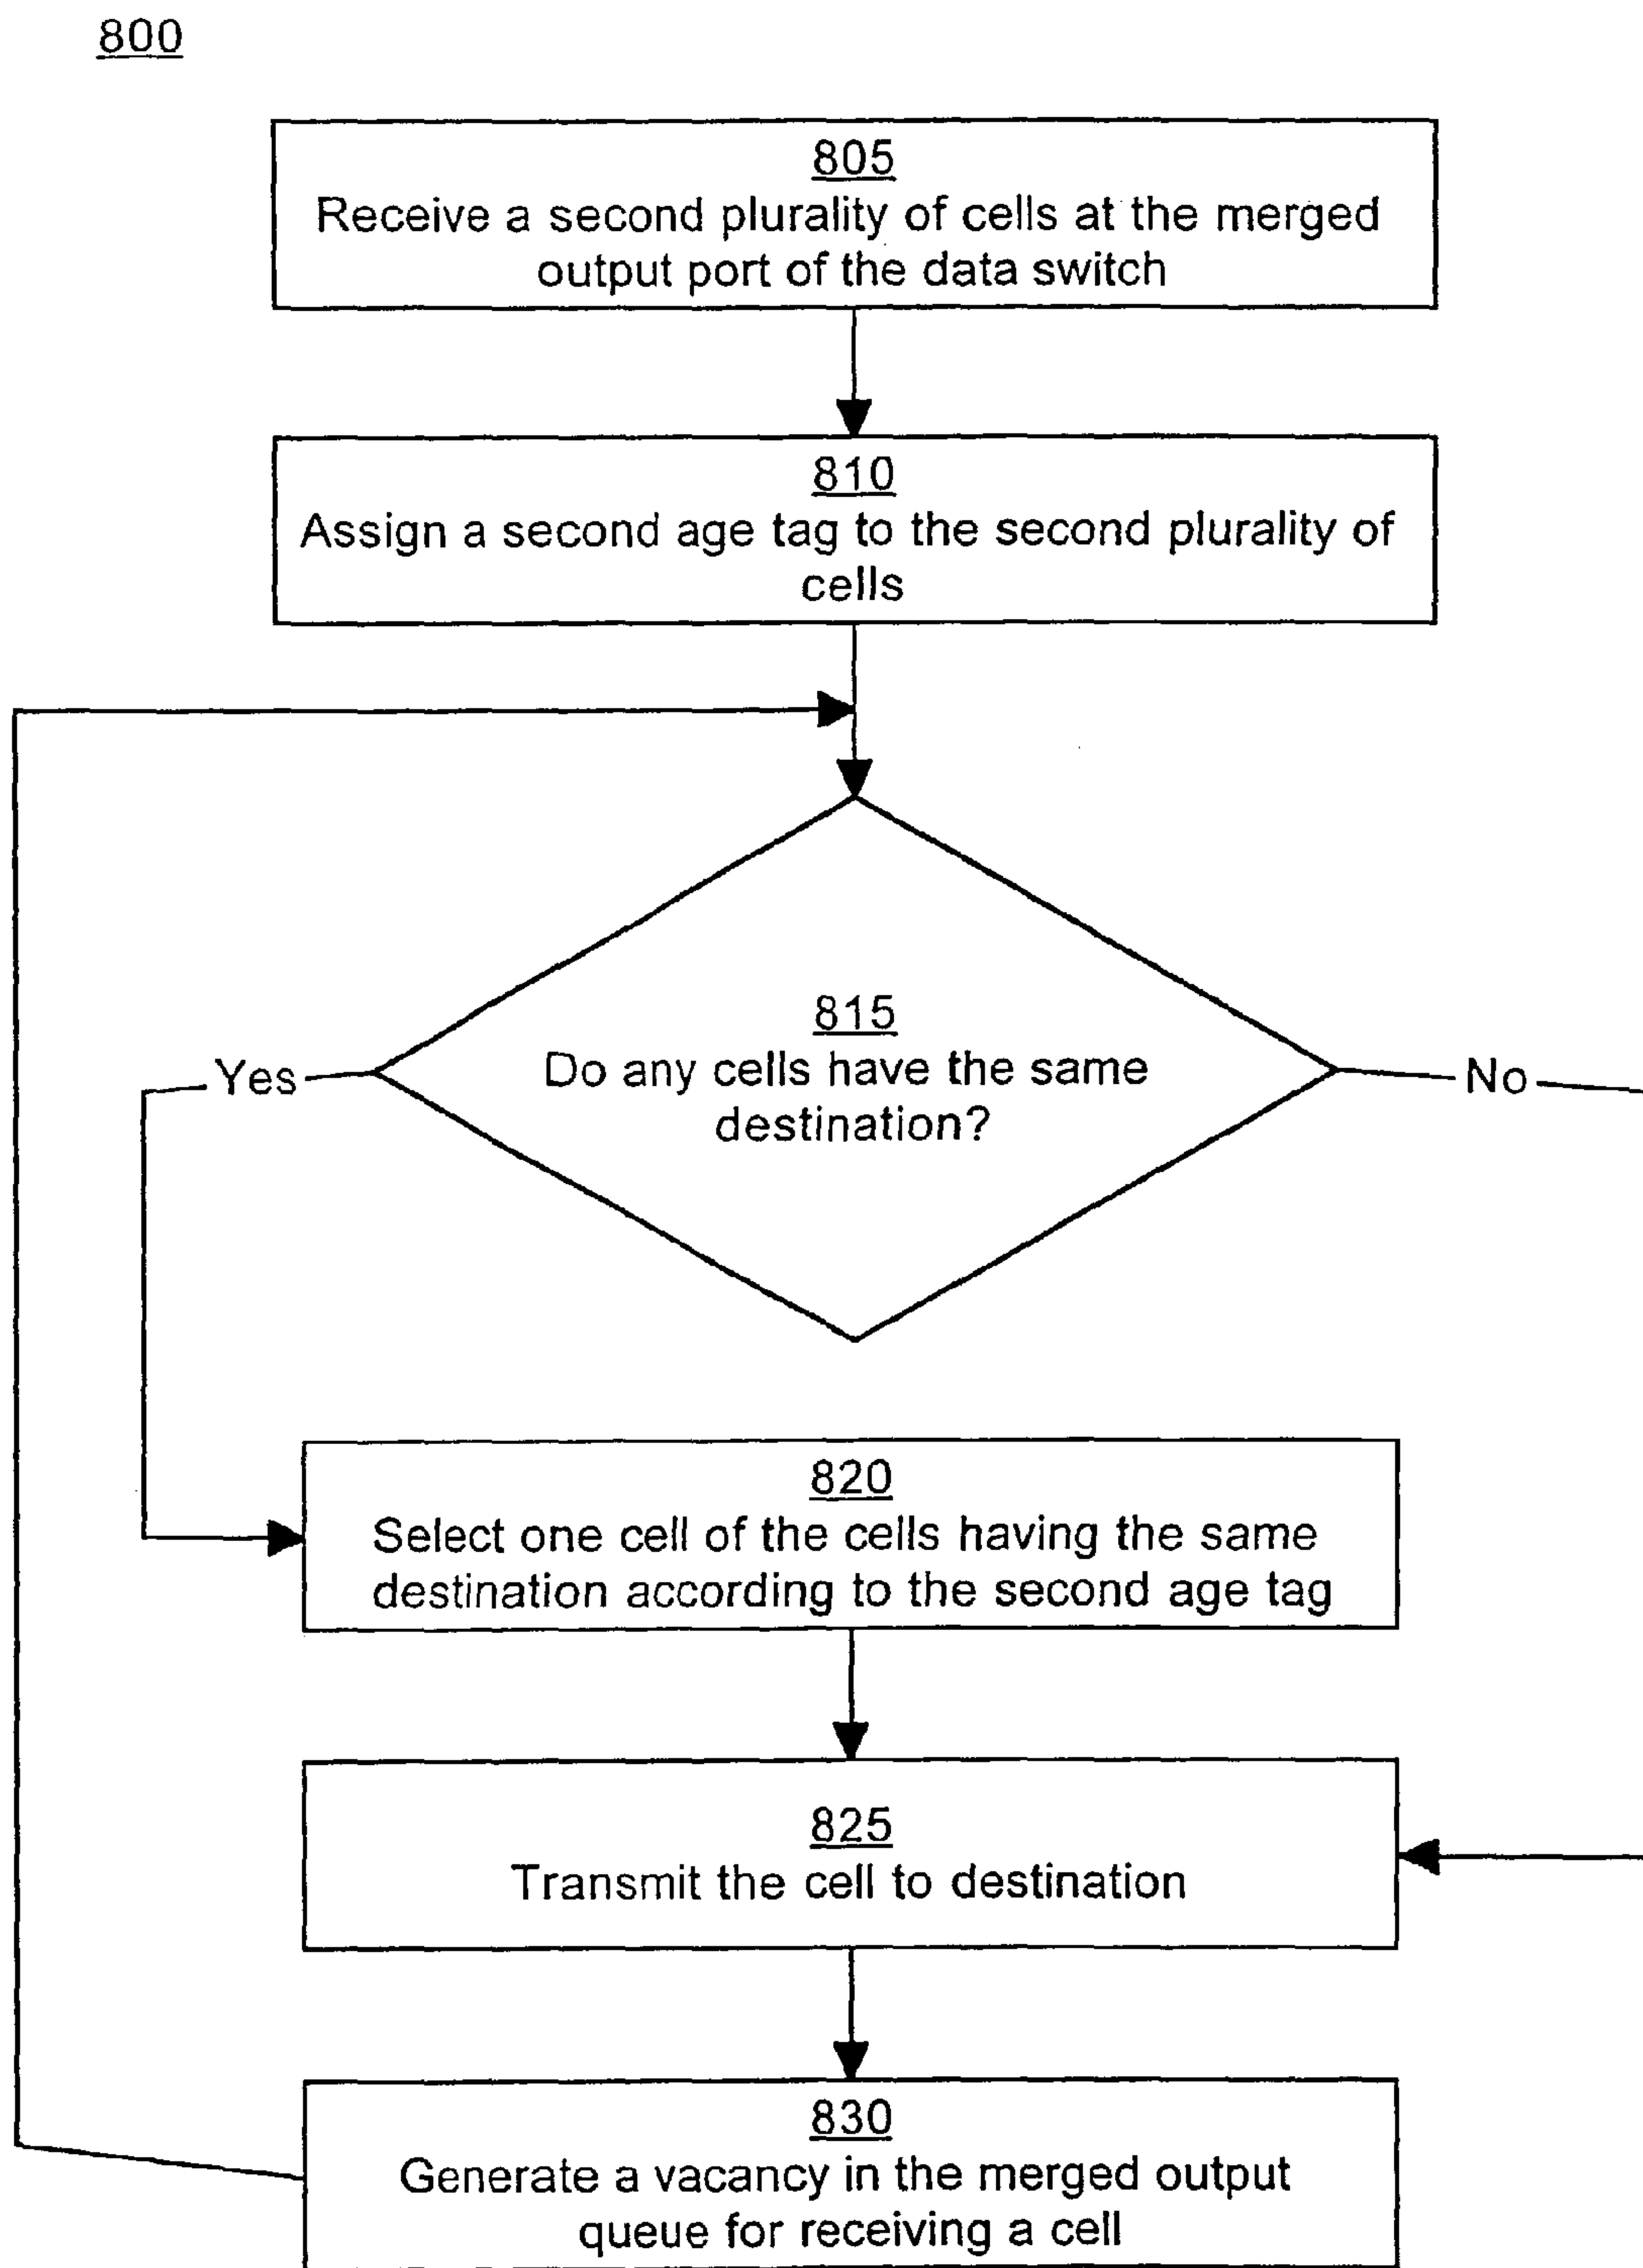 800
805
Receive a second plurality of cells at the merged
output port of the data switch
810
Assign a second age tag to the second plurality of
cells
815
Do any cells have the same
destination?
Yes
No
820
Select one cell of the cells having the same
destination according to the second age tag
825
Transmit the cell to destination
830
Generate a vacancy in the merged output
queue for receiving a cell